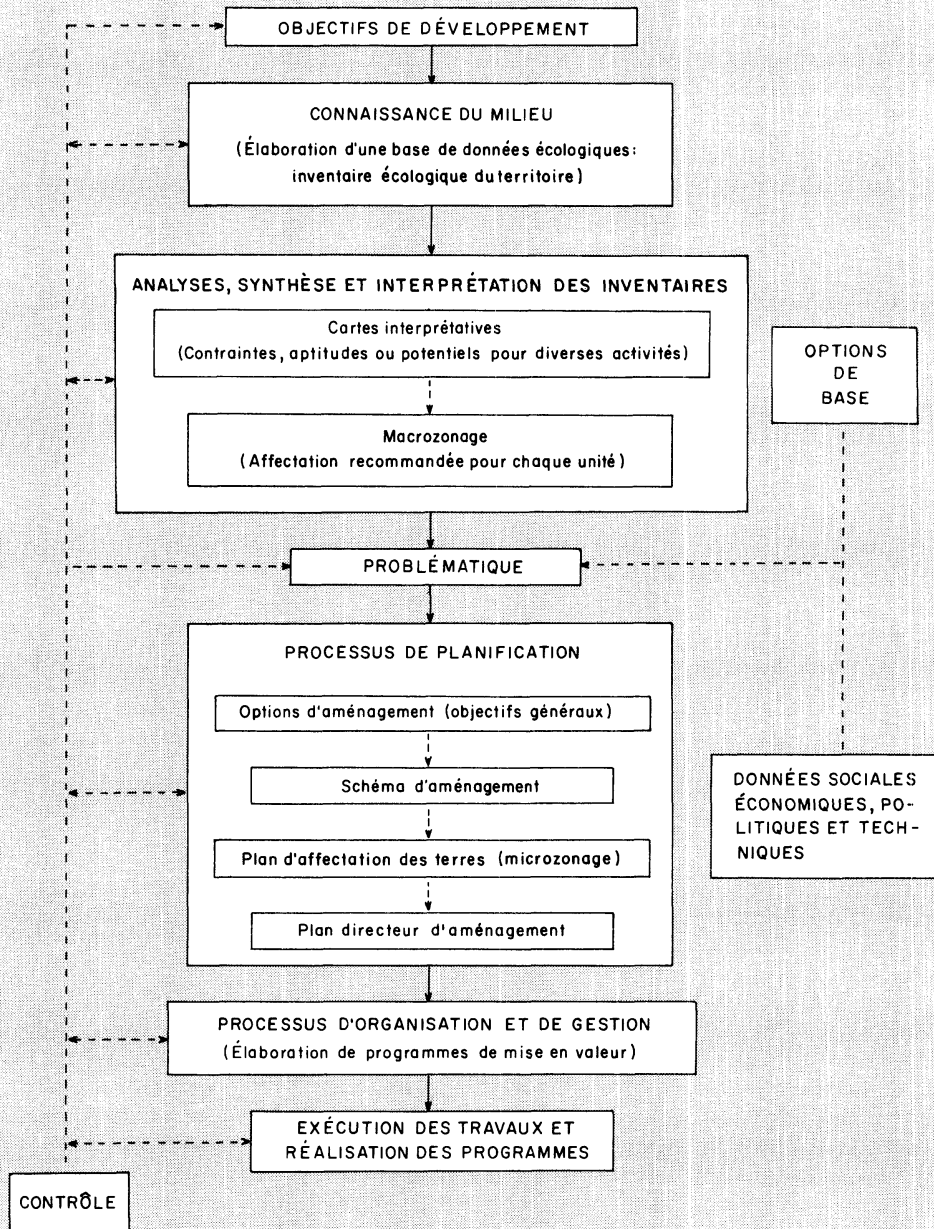 OBJECTIFS DE DÉVELOPPEMENT
CONNAISSANCE DU MILIEU
(Élaboration d'une base de données écologiques:
inventaire écologique du territoire)
ANALYSES, SYNTHÈSE ET INTERPRÉTATION DES INVENTAIRES
Cartes interprétatives
(Contraintes, aptitudes ou potentiels pour diverses activités)
Macrozonage
(Affectation recommandée pour chaque unité)
OPTIONS
DE
BASE
PROBLÉMATIQUE
PROCESSUS DE PLANIFICATION
Options d'aménagement (objectifs généraux)
Schéma d'aménagement
Plan d'affectation des terres (microzonage)
Plan directeur d'aménagement
DONNÉES SOCIALES
ÉCONOMIQUES, PO-
LITIQUES ET TECH-
NIQUES
PROCESSUS D'ORGANISATION ET DE GESTION
(Élaboration de programmes de mise en valeur)
EXÉCUTION DES TRAVAUX ET
RÉALISATION DES PROGRAMMES
CONTRÔLE